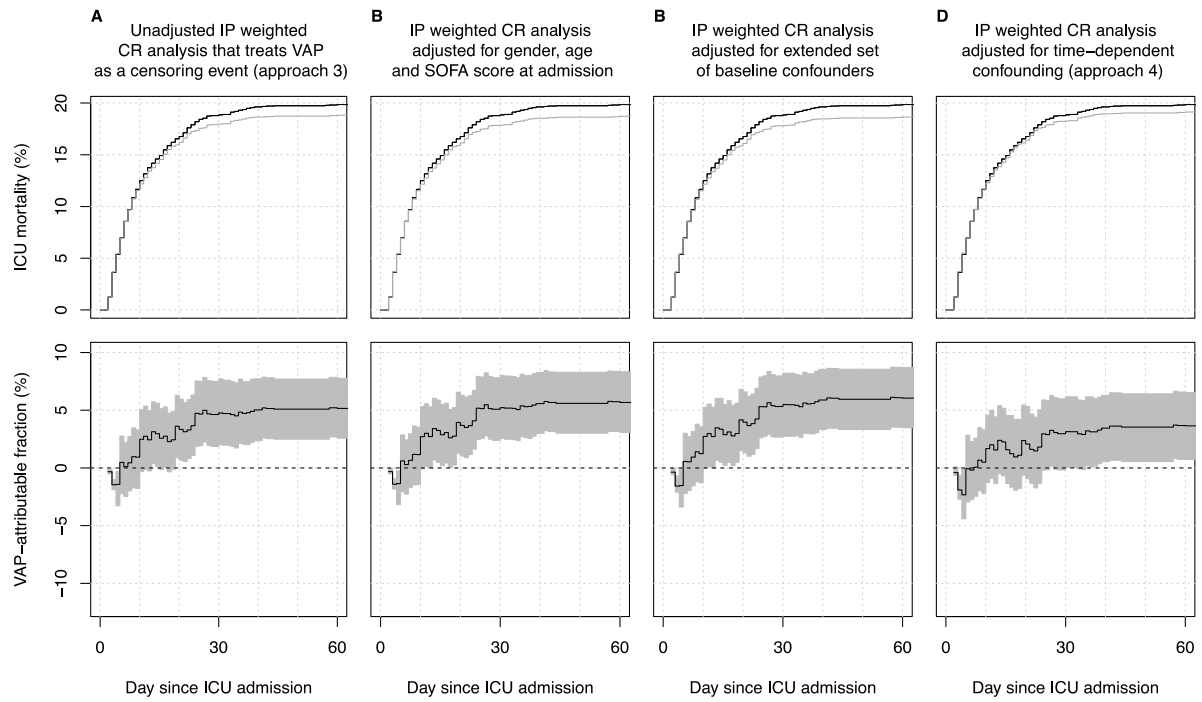 A
Unadjusted IP weighted
CR analysis that treats VAP
as a censoring event (approach 3)
B
IP weighted CR analysis
adjusted for gender, age
and SOFA score at admission
B
IP weighted CR analysis
adjusted for extended set
of baseline confounders
D
IP weighted CR analysis
adjusted for time−dependent
confounding (approach 4)
ICU mortality (%)
20
15
10
5
0
VAP−attributable fraction (%)
10
5
0
−5
−10
0 30 60
0 30 60
0 30 60
0 30 60
Day since ICU admission
Day since ICU admission
Day since ICU admission
Day since ICU admission